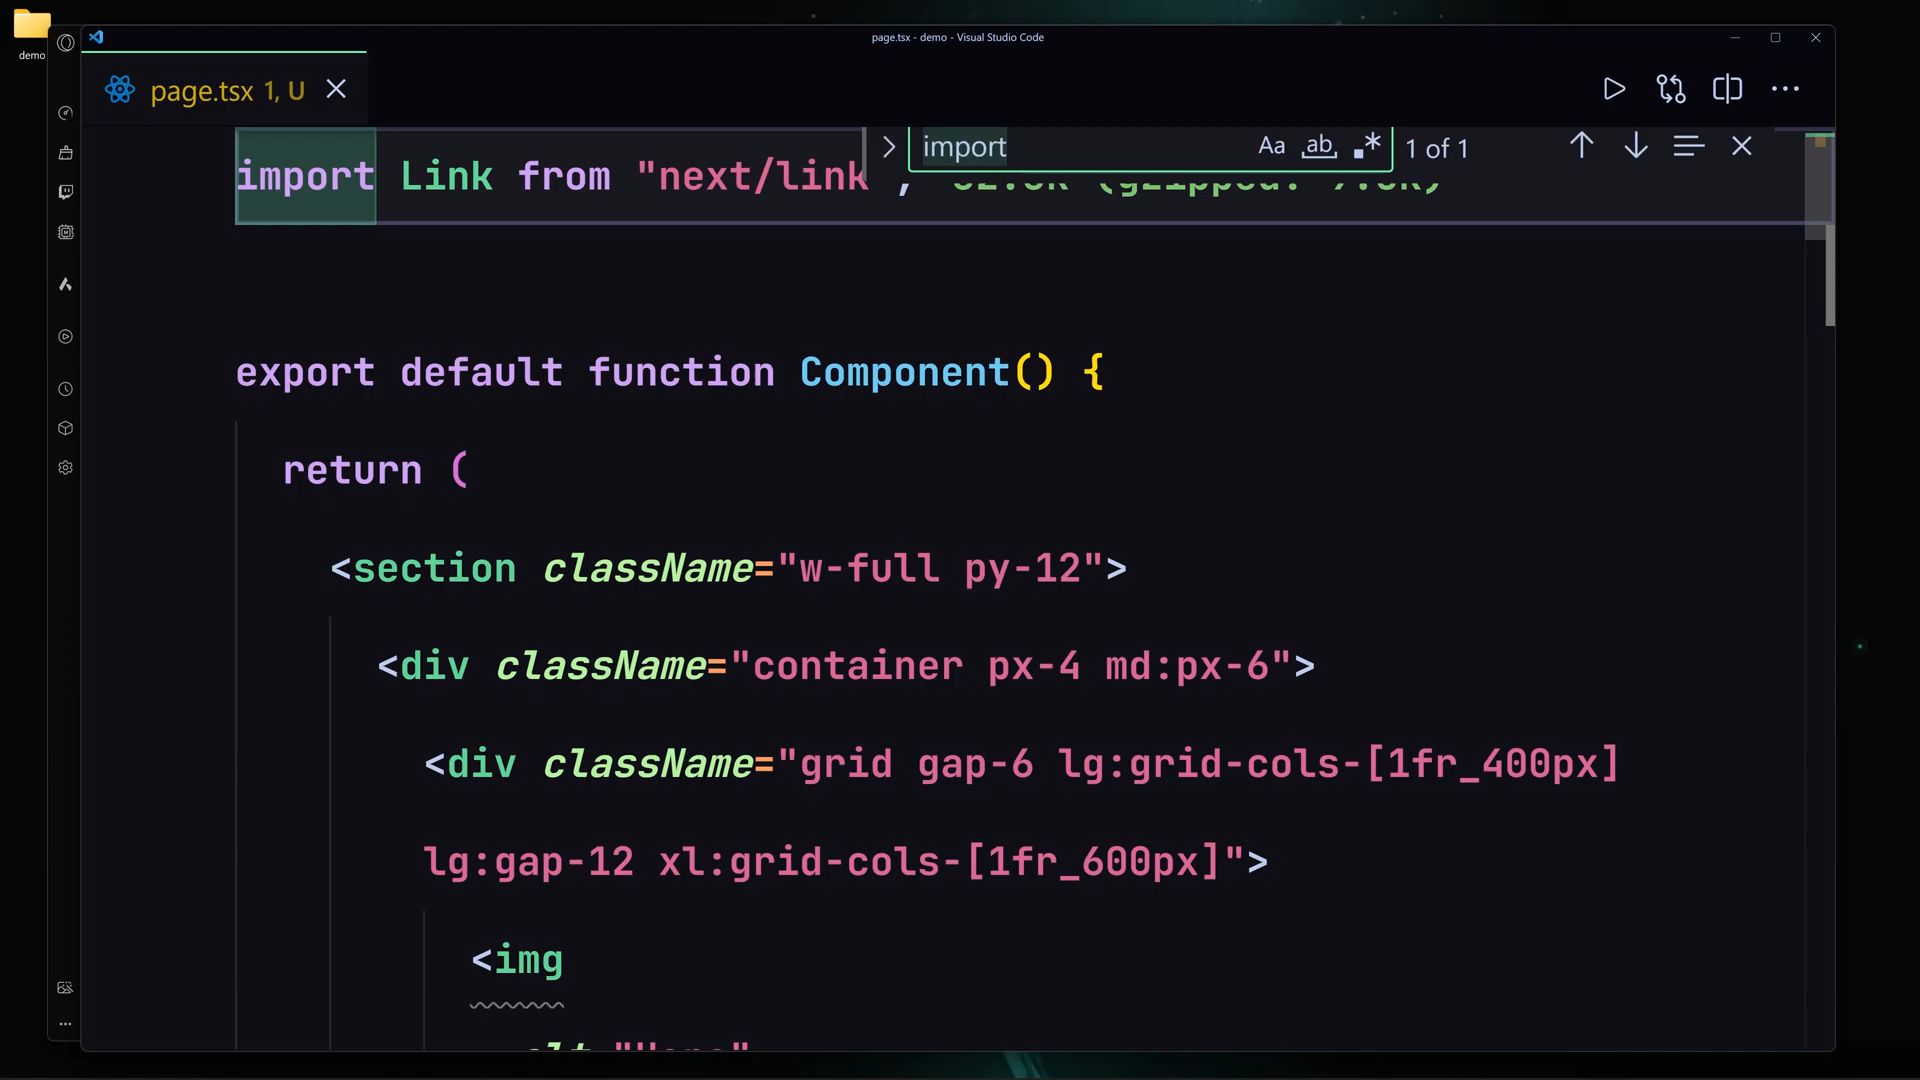 demo
page.tsx - demo - Visual Studio Code
page.tsx 1, U
import
Aa ab .* 1 of 1
import Link from "next/link
export default function Component() {
return (
<section className="w-full py-12">
<div className="container px-4 md:px-6">
<div className="grid gap-6 lg:grid-cols-[1fr_400px]
lg:gap-12 xl:grid-cols-[1fr_600px]">
<img